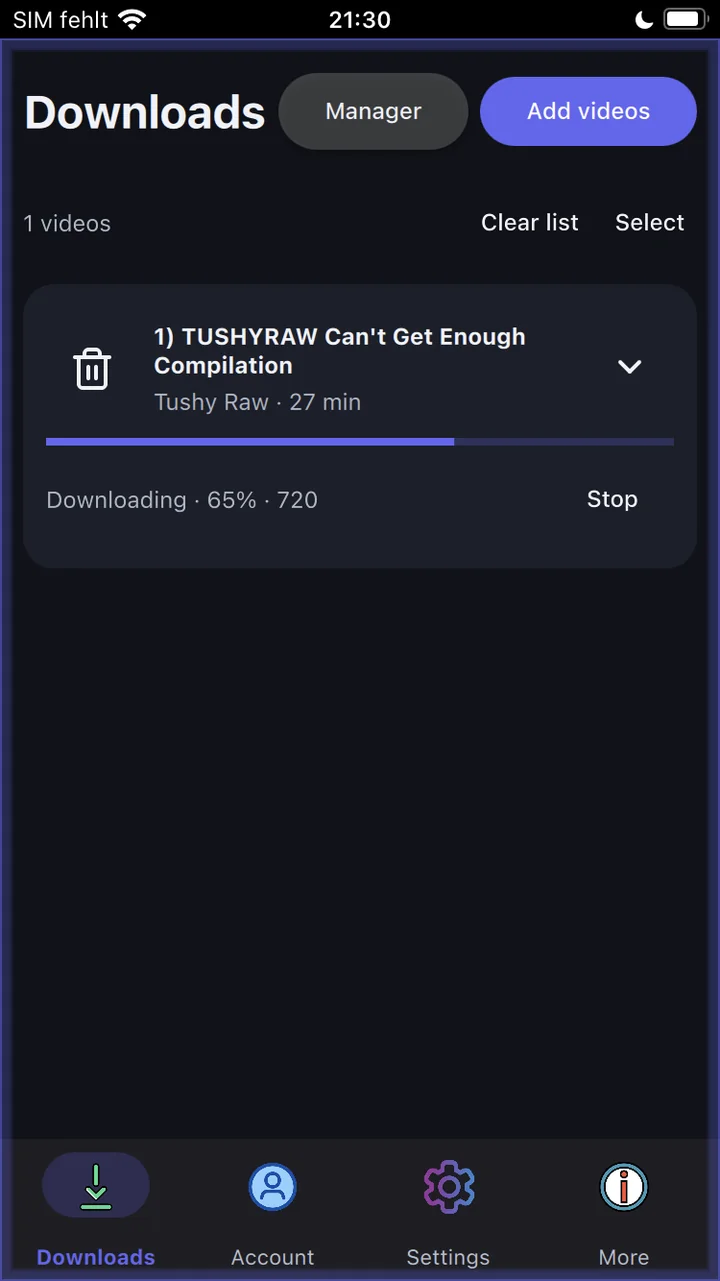 SIM fehlt 21:30
Downloads Manager Add videos
1 videos Clear list Select
1) TUSHYRAW Can't Get Enough
Compilation
Tushy Raw · 27 min
Downloading · 65% · 720 Stop
Downloads Account Settings More